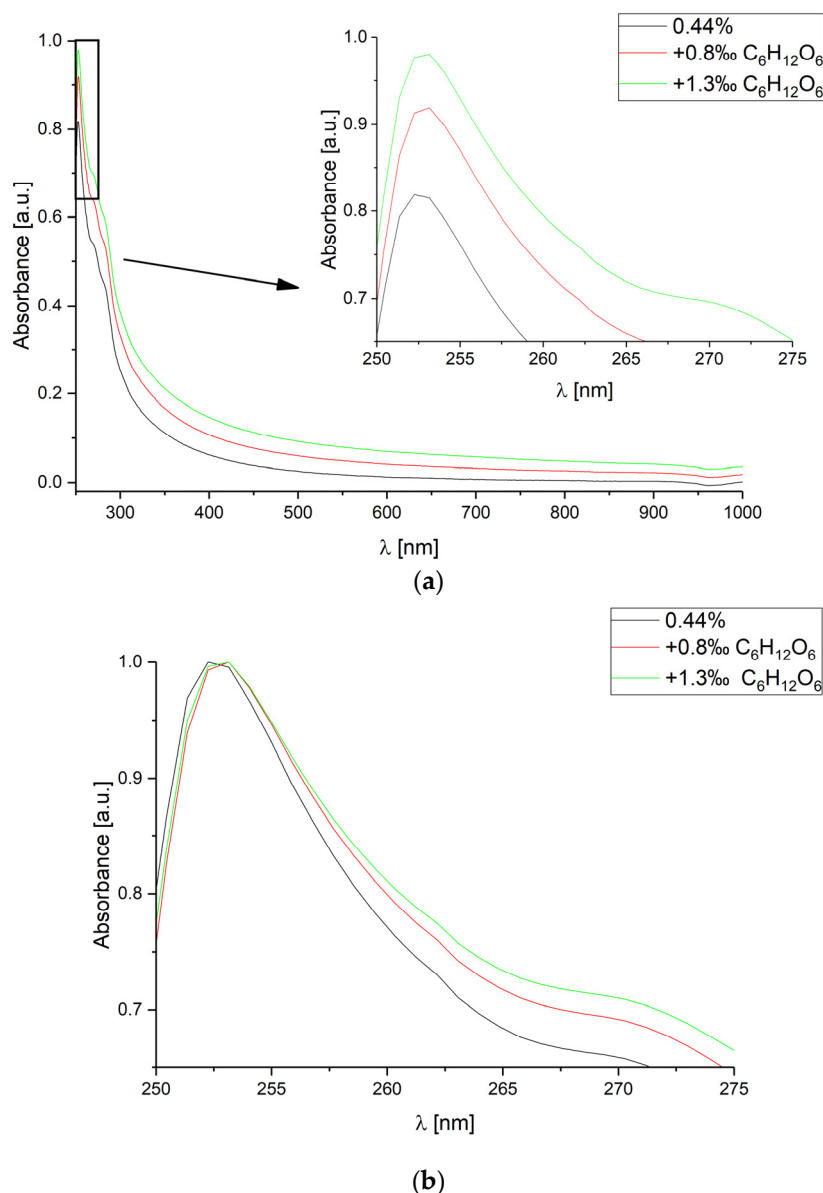 0.44%
+0.8‰ C₆H₁₂O₆
+1.3‰ C₆H₁₂O₆
1.0
0.8
0.6
0.4
0.2
0.0
Absorbance [a.u.]
300 400 500 600 700 800 900 1000
λ [nm]
1.0
0.9
0.8
0.7
Absorbance [a.u.]
250 255 260 265 270 275
λ [nm]
(a)
0.44%
+0.8‰ C₆H₁₂O₆
+1.3‰ C₆H₁₂O₆
1.0
0.9
0.8
0.7
Absorbance [a.u.]
250 255 260 265 270 275
λ [nm]
(b)